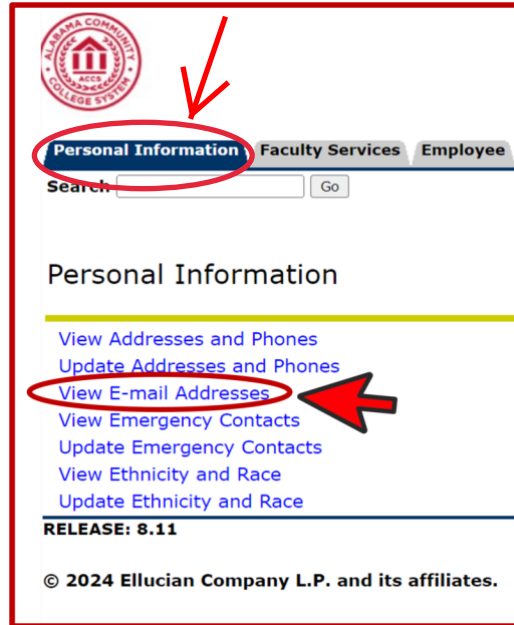 ALABAMA COMMUNITY
ACCS
COLLEGE SYSTEM
Personal Information Faculty Services Employee
Search Go
Personal Information
View Addresses and Phones
Update Addresses and Phones
View E-mail Addresses
View Emergency Contacts
Update Emergency Contacts
View Ethnicity and Race
Update Ethnicity and Race
RELEASE: 8.11
© 2024 Ellucian Company L.P. and its affiliates.